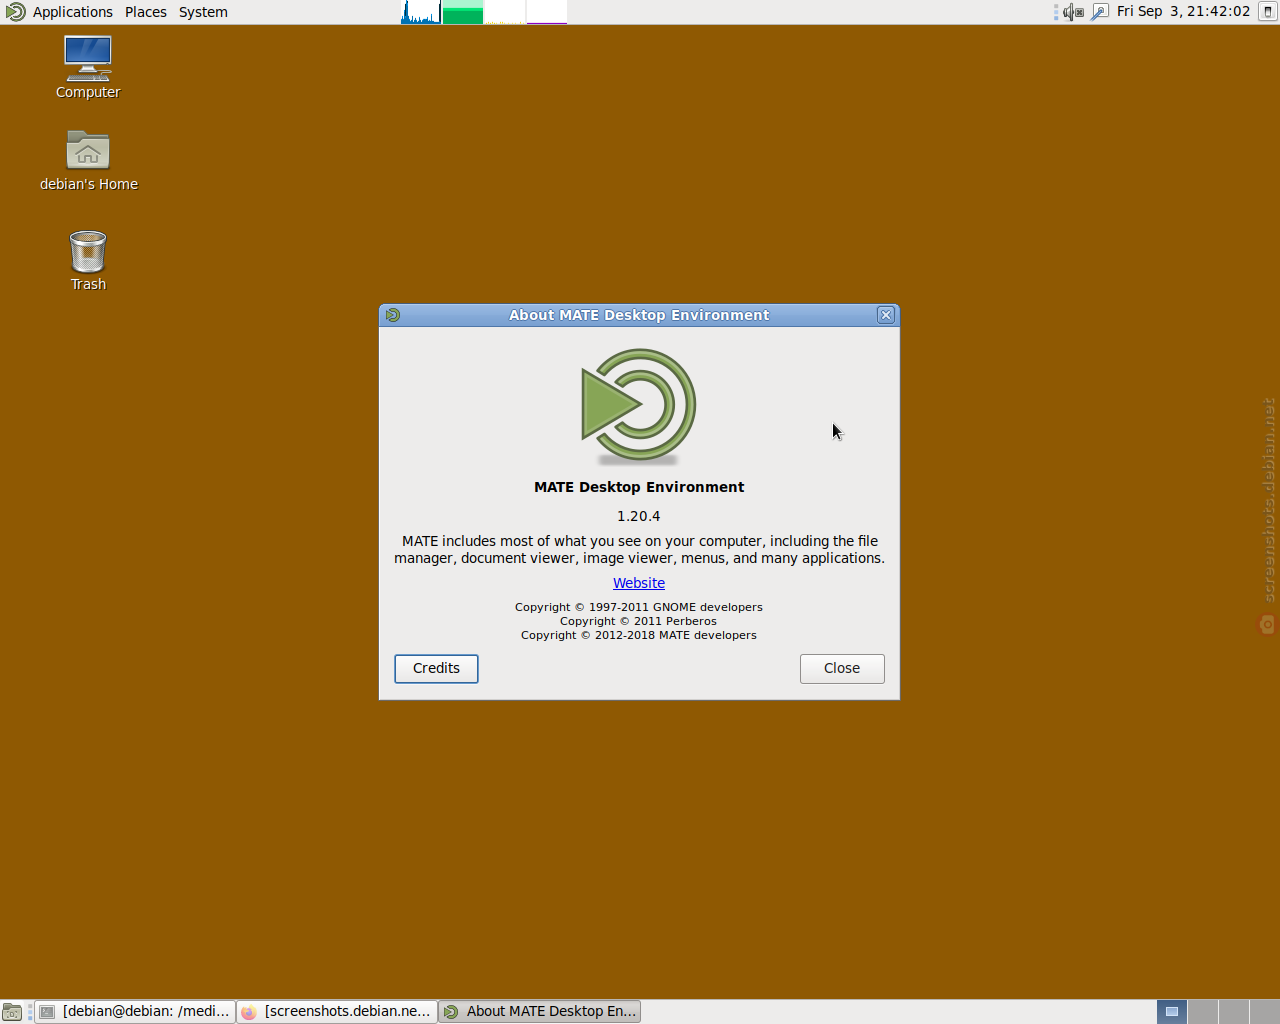 Applications Places System
Fri Sep 3, 21:42:02
Computer
debian's Home
Trash
About MATE Desktop Environment
MATE Desktop Environment
1.20.4
MATE includes most of what you see on your computer, including the file
manager, document viewer, image viewer, menus, and many applications.
Website
Copyright © 1997-2011 GNOME developers
Copyright © 2011 Perberos
Copyright © 2012-2018 MATE developers
Credits
Close
screenshots.debian.net
[debian@debian: /medi...
[screenshots.debian.ne...
About MATE Desktop En...